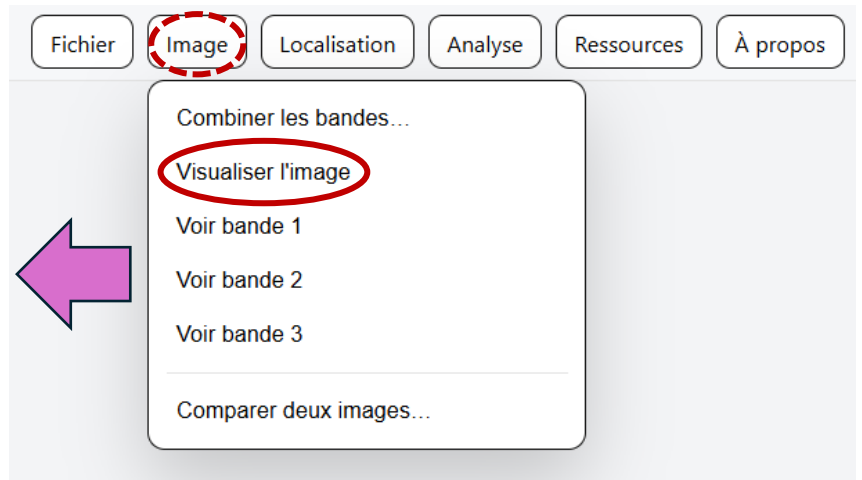 Fichier Image Localisation Analyse Ressources À propos
Combiner les bandes...
Visualiser l'image
Voir bande 1
Voir bande 2
Voir bande 3
Comparer deux images...